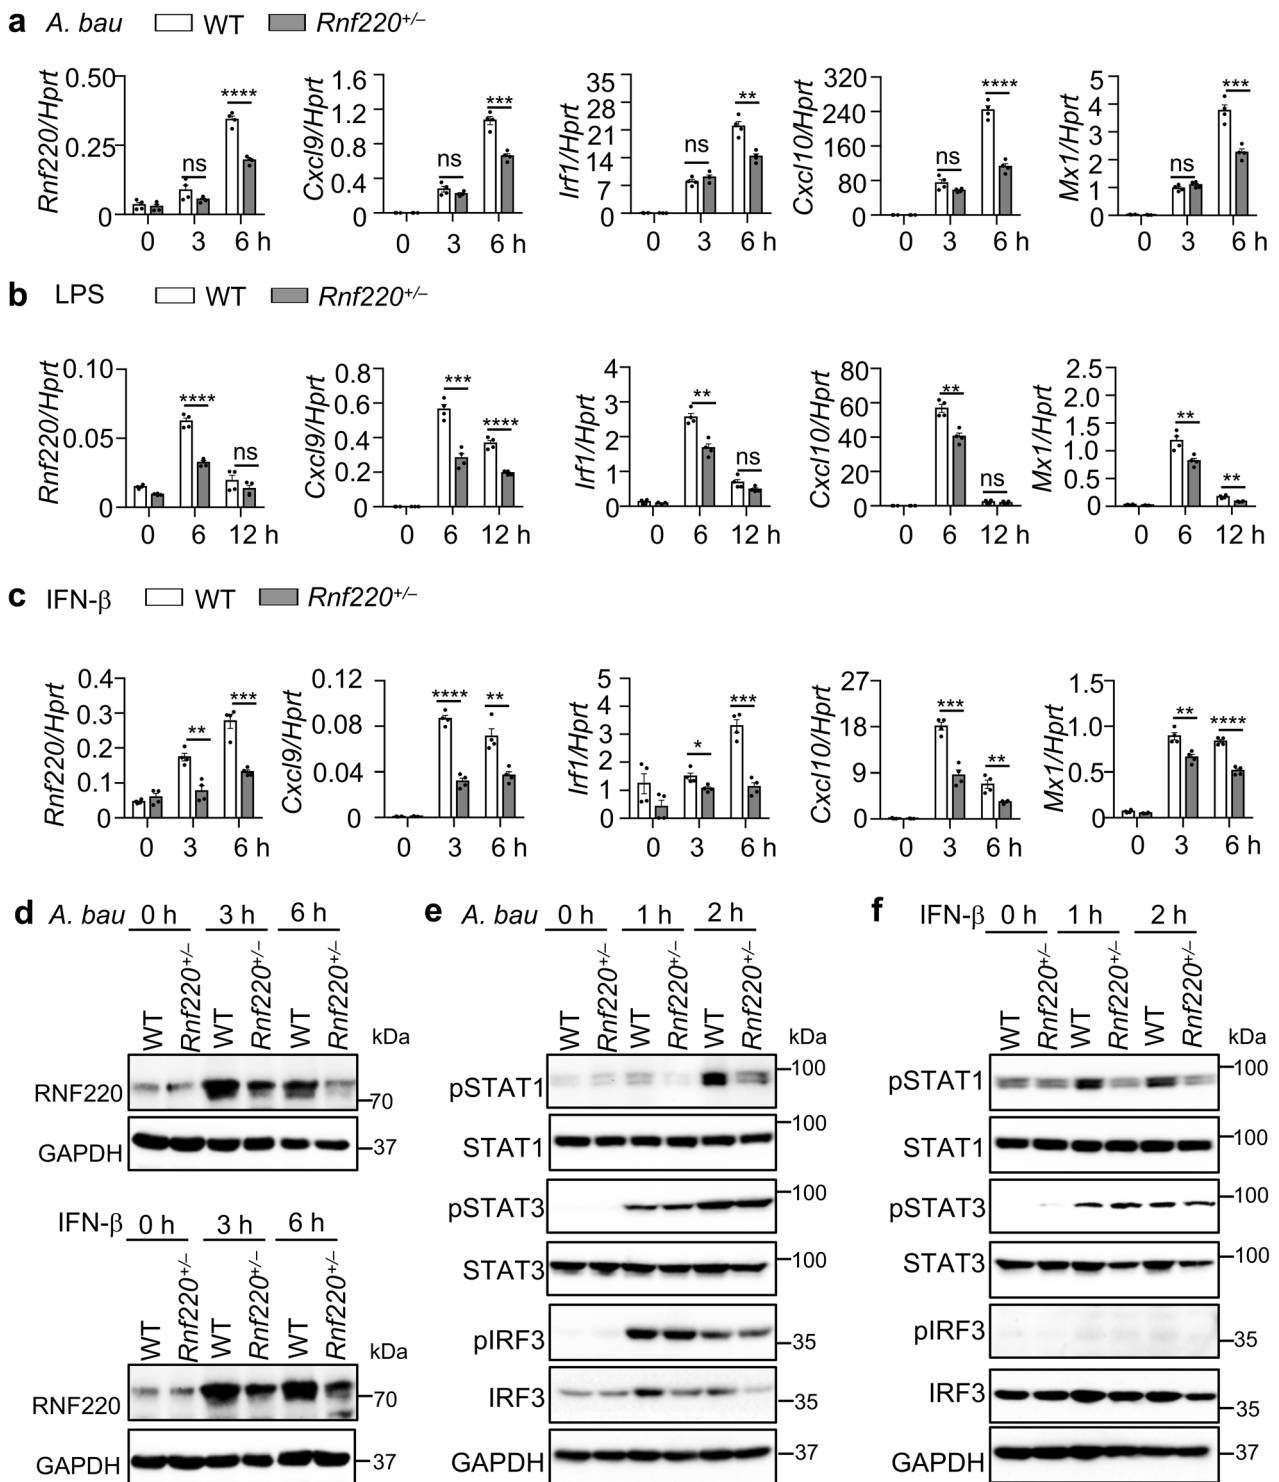 a A. bau WT Rnf220+/–
Rnf220/Hprt
0.50
0.25
0
ns ****
0 3 6 h
Cxcl9/Hprt
1.6
1.2
0.8
0.4
0
ns ***
0 3 6 h
Irf1/Hprt
35
28
21
14
7
0
ns **
0 3 6 h
Cxcl10/Hprt
320
240
160
80
0
ns ****
0 3 6 h
Mx1/Hprt
5
4
3
2
1
0
ns ***
0 3 6 h
b LPS WT Rnf220+/–
Rnf220/Hprt
0.10
0.05
0
**** ns
0 6 12 h
Cxcl9/Hprt
0.8
0.6
0.4
0.2
0
*** ****
0 6 12 h
Irf1/Hprt
4
3
2
1
0
** ns
0 6 12 h
Cxcl10/Hprt
80
60
40
20
0
** ns
0 6 12 h
Mx1/Hprt
2.5
2.0
1.5
1.0
0.5
0
** **
0 6 12 h
c IFN-β WT Rnf220+/–
Rnf220/Hprt
0.4
0.3
0.2
0.1
0
** ***
0 3 6 h
Cxcl9/Hprt
0.12
0.08
0.04
0
**** **
0 3 6 h
Irf1/Hprt
5
4
3
2
1
0
* ***
0 3 6 h
Cxcl10/Hprt
27
18
9
0
*** **
0 3 6 h
Mx1/Hprt
1.5
1.0
0.5
0
** ****
0 3 6 h
d A. bau 0 h 3 h 6 h
WT Rnf220+/– WT Rnf220+/– WT Rnf220+/– kDa
RNF220 70
GAPDH 37
IFN-β 0 h 3 h 6 h
WT Rnf220+/– WT Rnf220+/– WT Rnf220+/– kDa
RNF220 70
GAPDH 37
e A. bau 0 h 1 h 2 h
WT Rnf220+/– WT Rnf220+/– WT Rnf220+/– kDa
pSTAT1 100
STAT1 100
pSTAT3 100
STAT3 100
pIRF3 35
IRF3 35
GAPDH 37
f IFN-β 0 h 1 h 2 h
WT Rnf220+/– WT Rnf220+/– WT Rnf220+/– kDa
pSTAT1 100
STAT1 100
pSTAT3 100
STAT3 100
pIRF3 35
IRF3 35
GAPDH 37